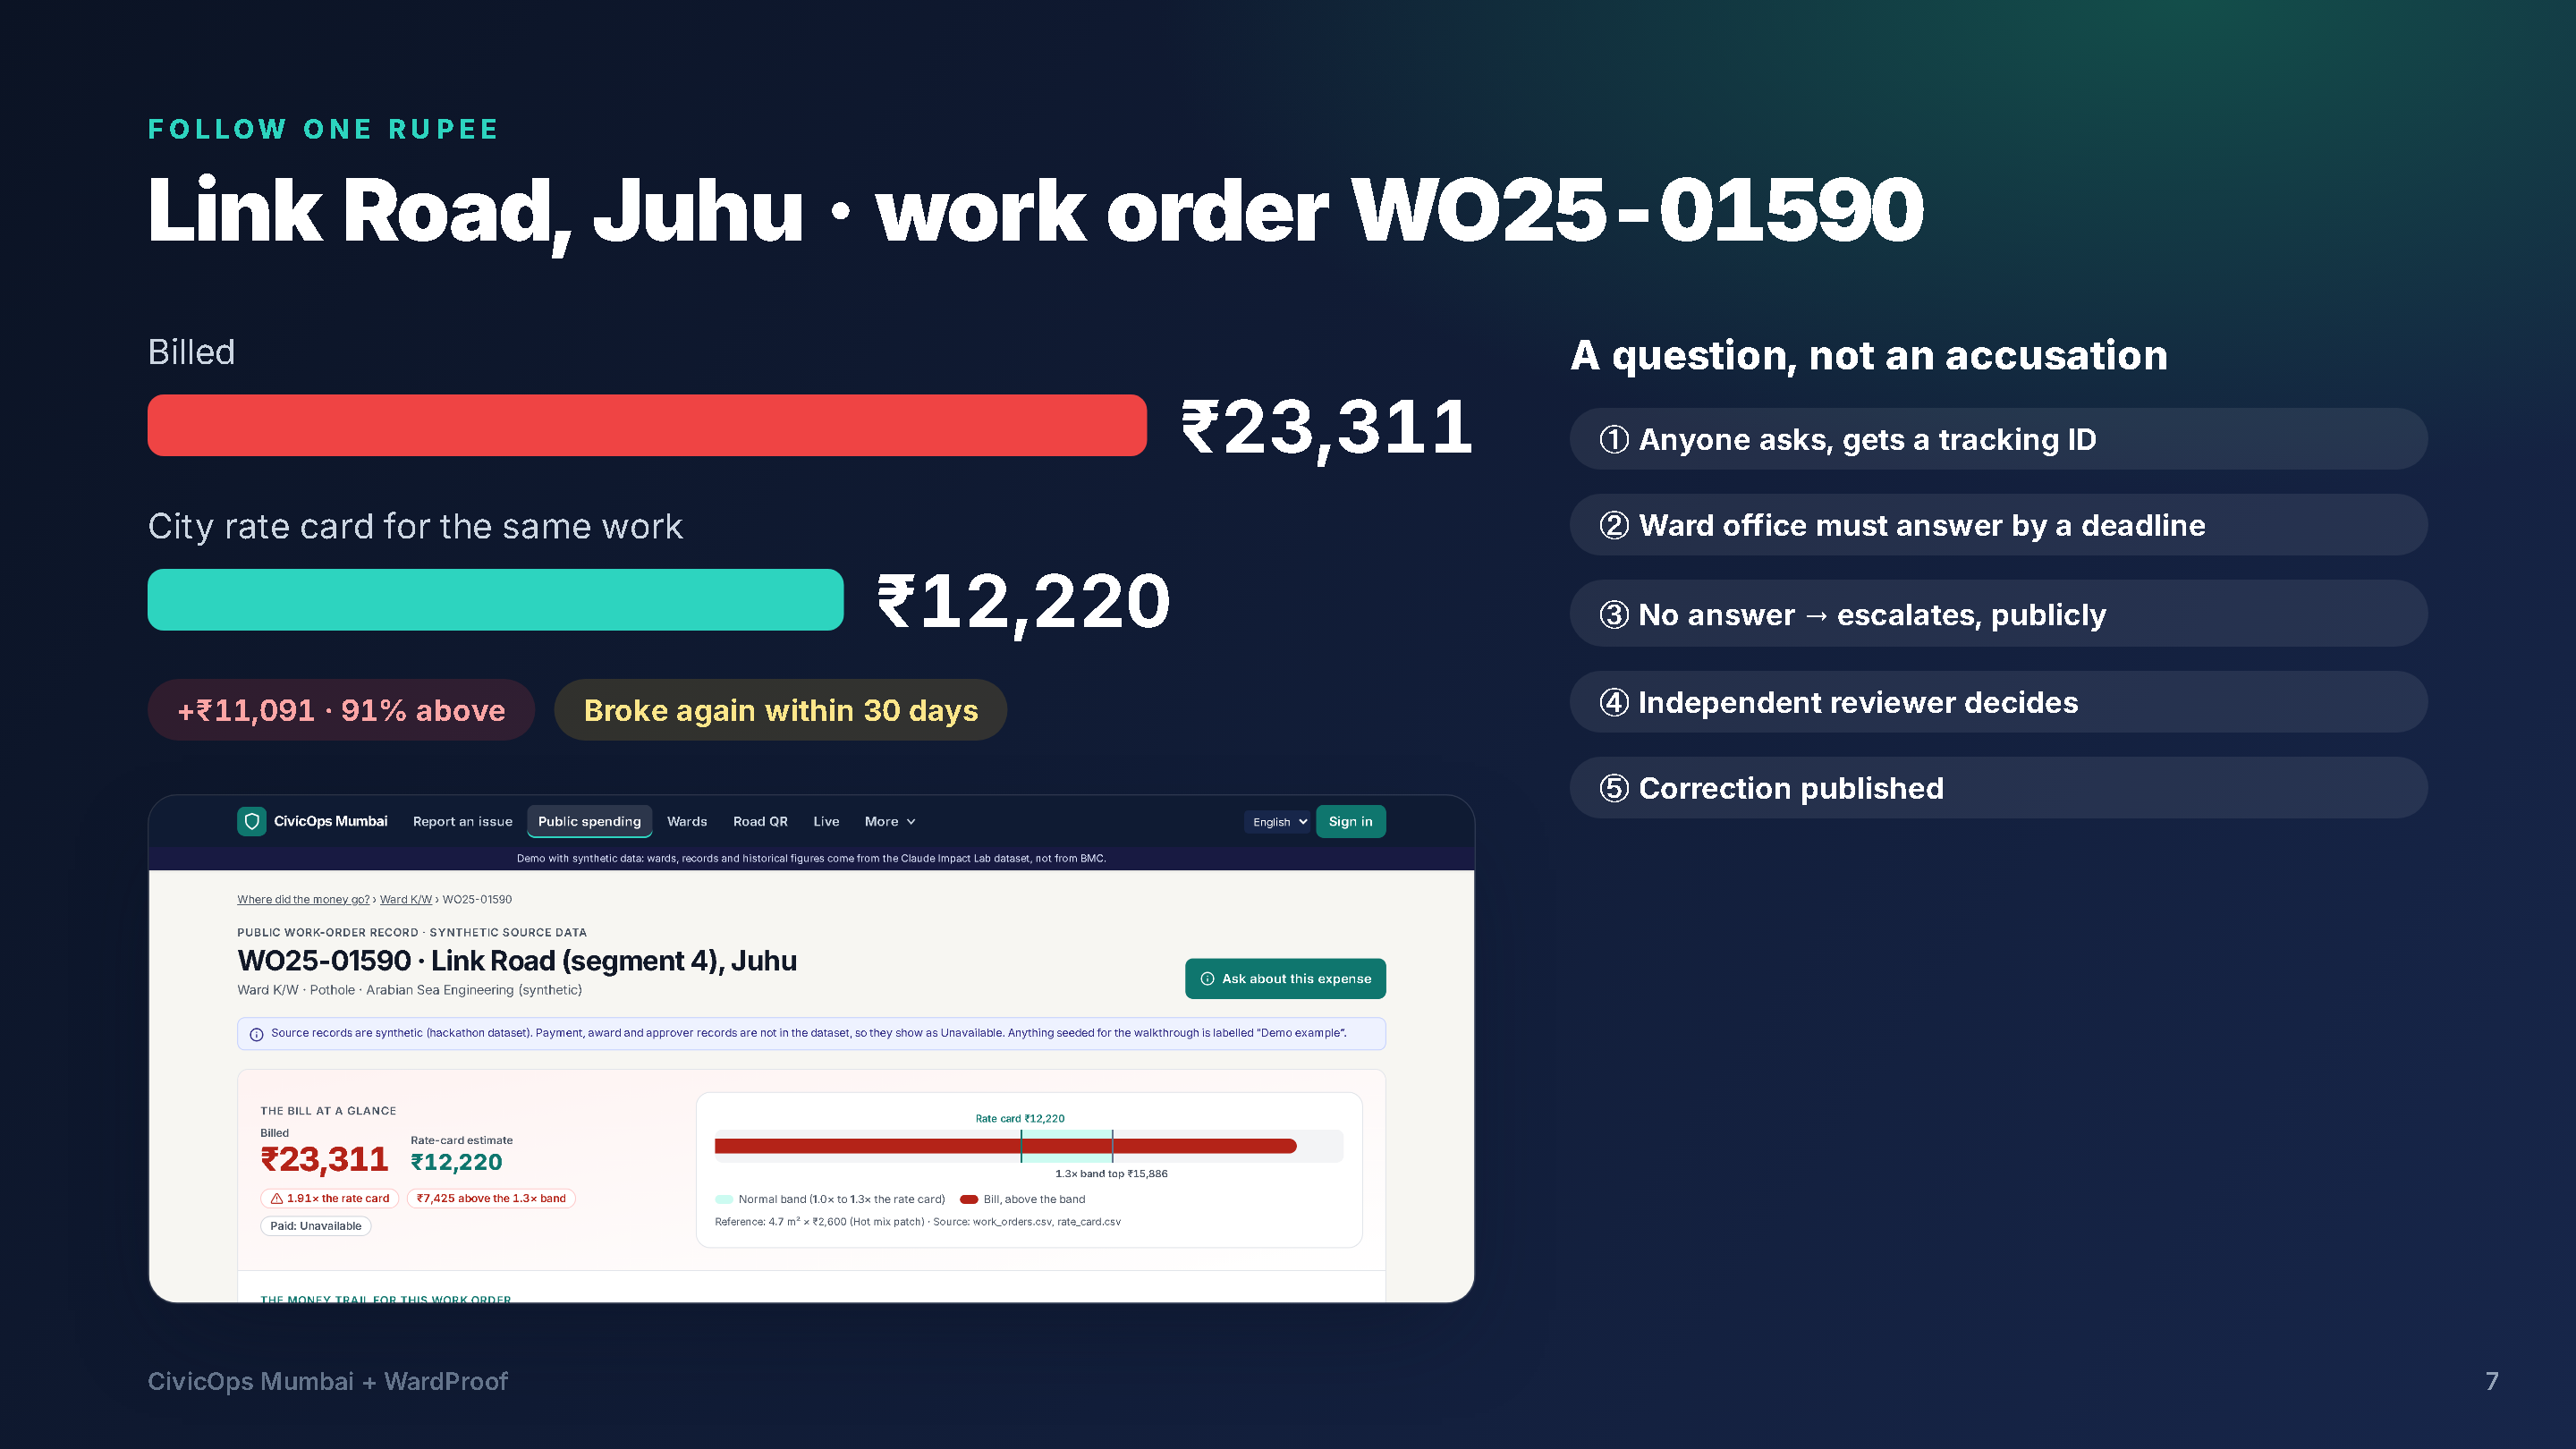 FOLLOW ONE RUPEE
Link Road, Juhu · work order WO25-01590
Billed
₹23,311
City rate card for the same work
₹12,220
+₹11,091 · 91% above
Broke again within 30 days
A question, not an accusation
① Anyone asks, gets a tracking ID
② Ward office must answer by a deadline
③ No answer → escalates, publicly
④ Independent reviewer decides
⑤ Correction published
CivicOps Mumbai Report an issue Public spending Wards Road QR Live More English Sign in
Demo with synthetic data: wards, records and historical figures come from the Claude Impact Lab dataset, not from BMC.
Where did the money go? › Ward K/W › WO25-01590
PUBLIC WORK-ORDER RECORD · SYNTHETIC SOURCE DATA
WO25-01590 · Link Road (segment 4), Juhu
Ward K/W · Pothole · Arabian Sea Engineering (synthetic)
Ask about this expense
Source records are synthetic (hackathon dataset). Payment, award and approver records are not in the dataset, so they show as Unavailable. Anything seeded for the walkthrough is labelled "Demo example".
THE BILL AT A GLANCE
Billed
₹23,311
Rate-card estimate
₹12,220
1.91× the rate card
₹7,425 above the 1.3× band
Paid: Unavailable
Rate card ₹12,220
1.3× band top ₹15,886
Normal band (1.0× to 1.3× the rate card)
Bill, above the band
Reference: 4.7 m² × ₹2,600 (Hot mix patch) · Source: work_orders.csv, rate_card.csv
THE MONEY TRAIL FOR THIS WORK ORDER
CivicOps Mumbai + WardProof
7